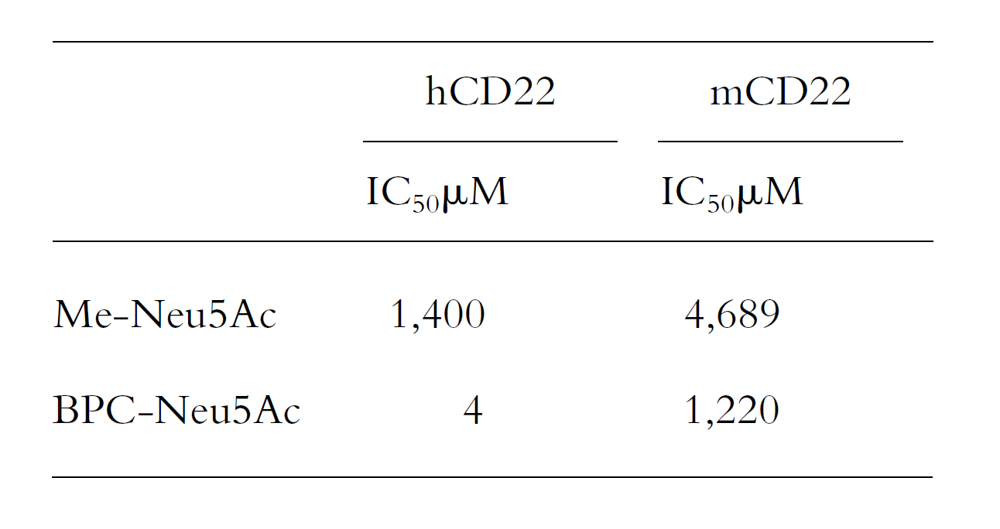 hCD22 mCD22
IC50μM IC50μM
Me-Neu5Ac 1,400 4,689
BPC-Neu5Ac 4 1,220